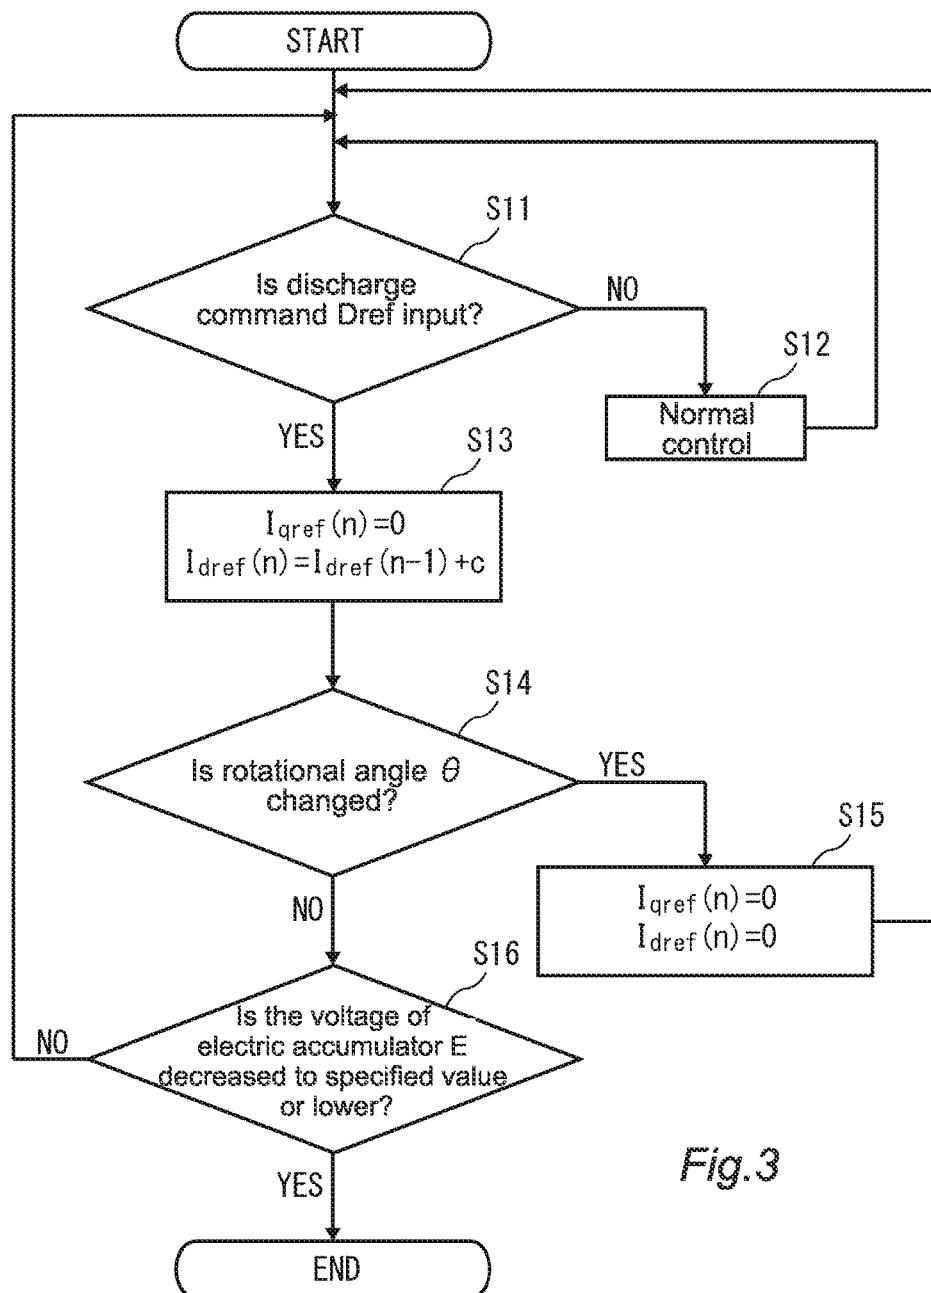 START
S11
Is discharge
command Dref input?
NO
S12
Normal
control
YES
S13
Iqref(n)=0
Idref(n)=Idref(n-1)+c
S14
Is rotational angle θ
changed?
YES
S15
Iqref(n)=0
Idref(n)=0
NO
S16
Is the voltage of
electric accumulator E
decreased to specified value
or lower?
NO
YES
Fig.3
END